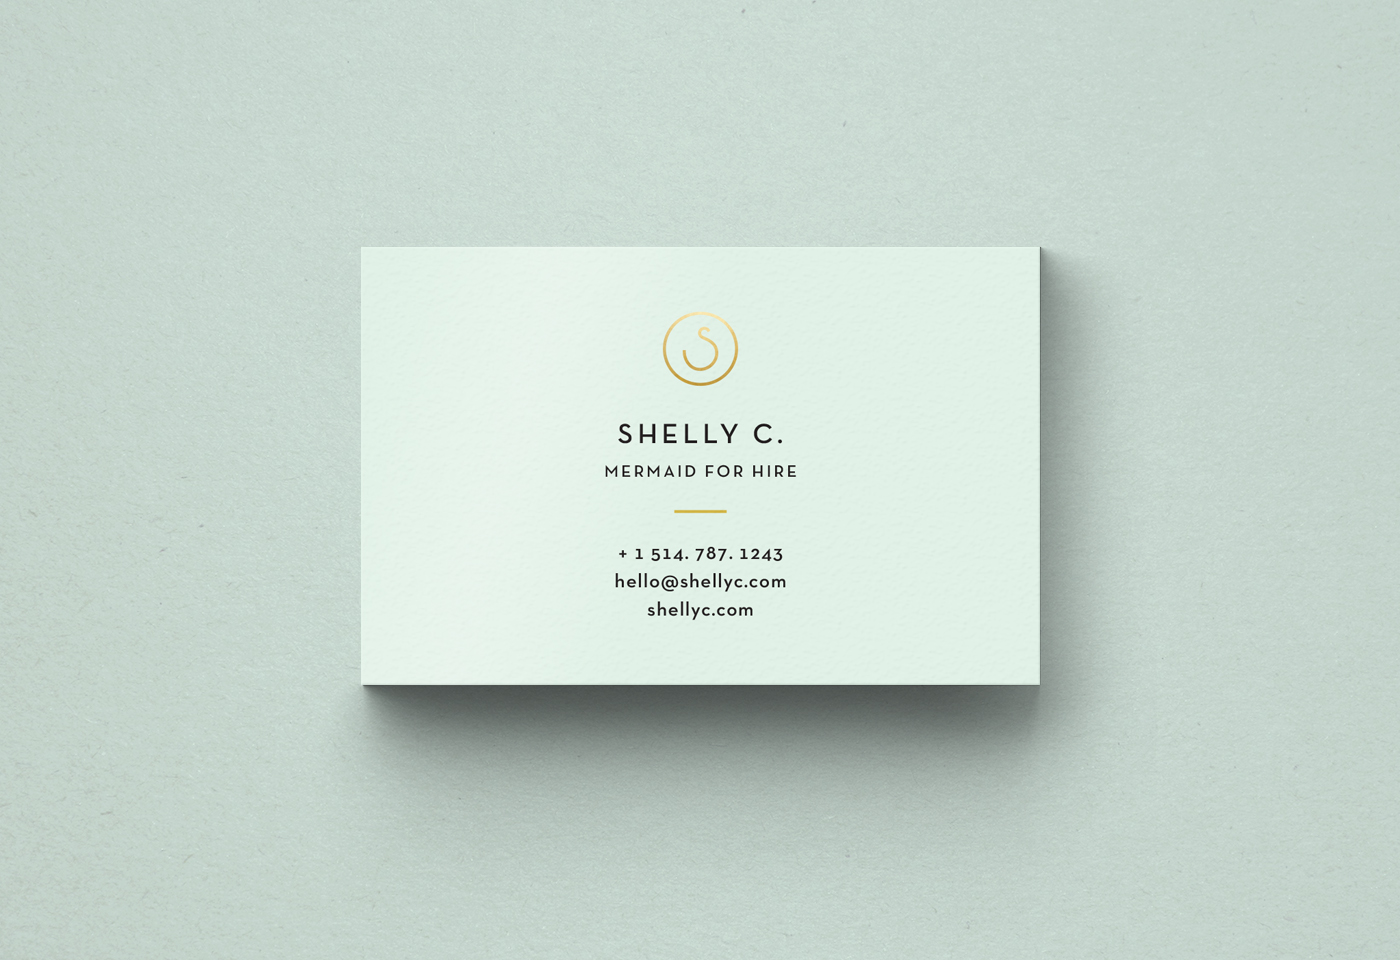 S
SHELLY C.
MERMAID FOR HIRE
+ 1 514. 787. 1243
hello@shellyc.com
shellyc.com